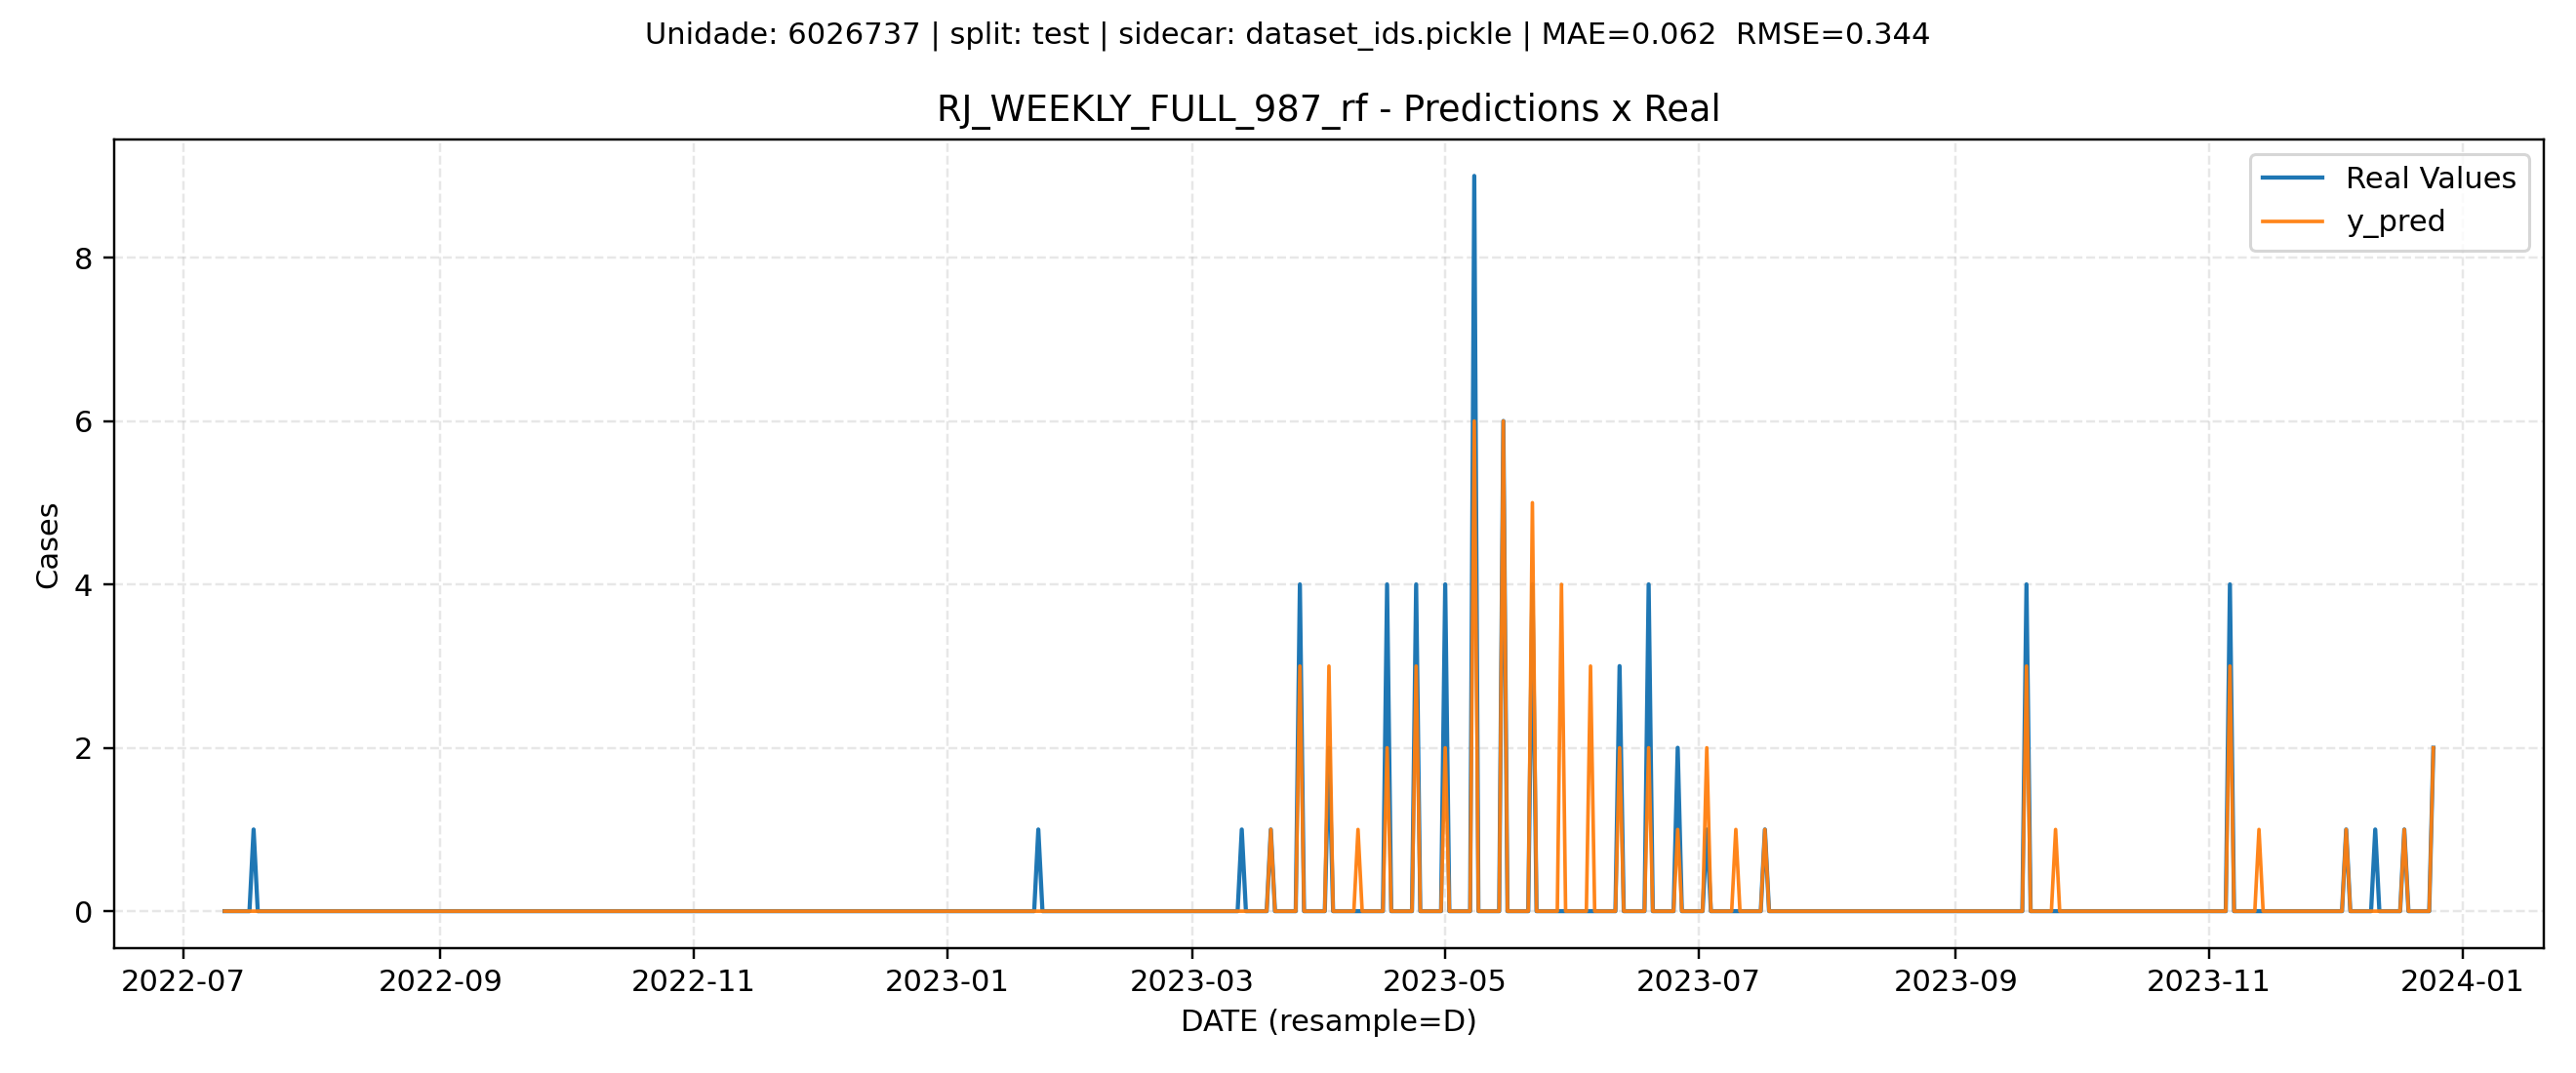 Unidade: 6026737 | split: test | sidecar: dataset_ids.pickle | MAE=0.062  RMSE=0.344
RJ_WEEKLY_FULL_987_rf - Predictions x Real
Real Values
y_pred
8
6
4
2
0
Cases
2022-07
2022-09
2022-11
2023-01
2023-03
2023-05
2023-07
2023-09
2023-11
2024-01
DATE (resample=D)